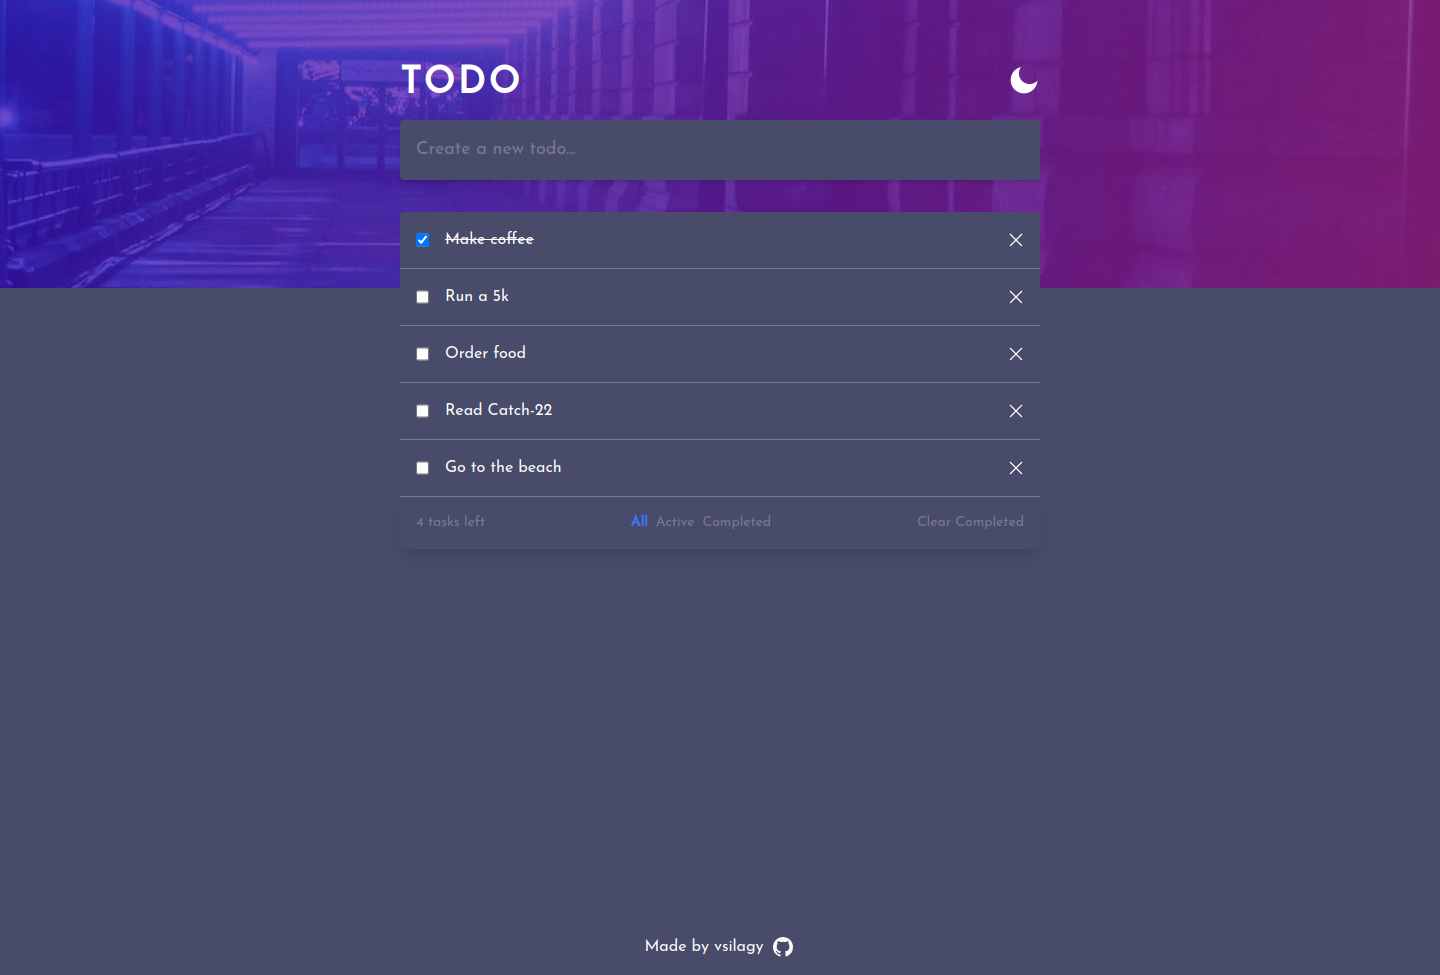 TODO
Create a new todo...
Make coffee
Run a 5k
Order food
Read Catch-22
Go to the beach
4 tasks left All Active Completed Clear Completed
Made by vsilagy